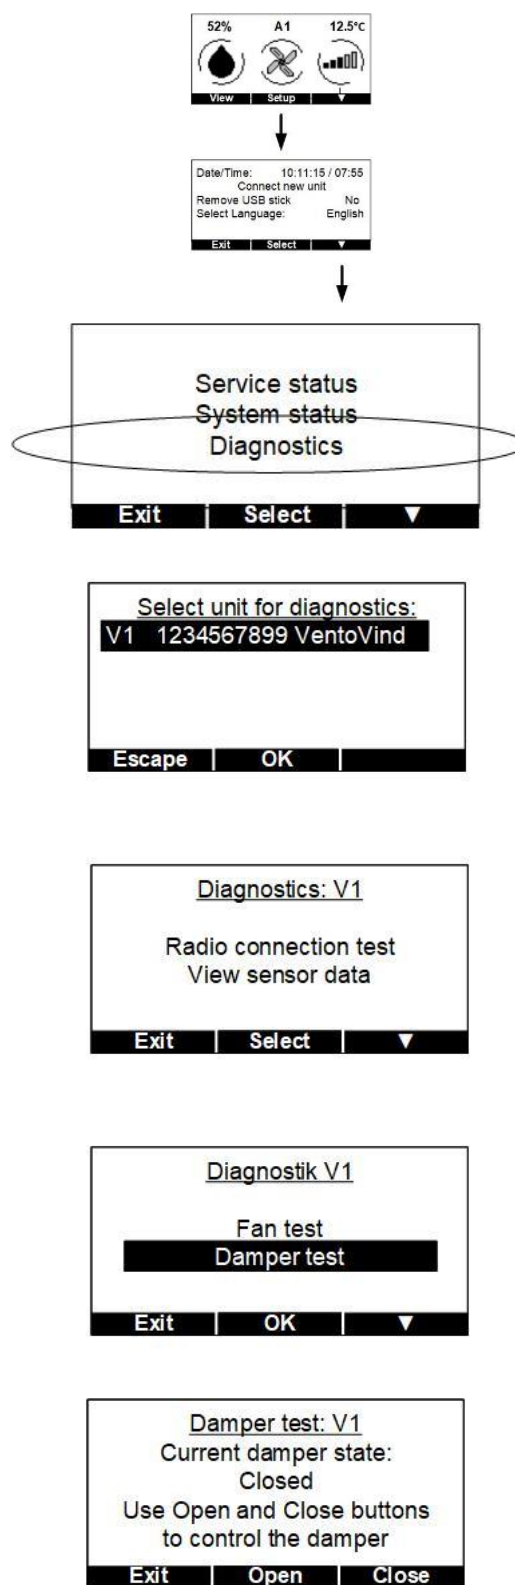 52% A1 12.5°C
View Setup ▼
Date/Time: 10:11:15 / 07:55
Connect new unit
Remove USB stick No
Select Language: English
Exit Select ▼
Service status
System status
Diagnostics
Exit Select ▼
Select unit for diagnostics:
V1 1234567899 VentoVind
Escape OK
Diagnostics: V1
Radio connection test
View sensor data
Exit Select ▼
Diagnostik V1
Fan test
Damper test
Exit OK ▼
Damper test: V1
Current damper state:
Closed
Use Open and Close buttons
to control the damper
Exit Open Close